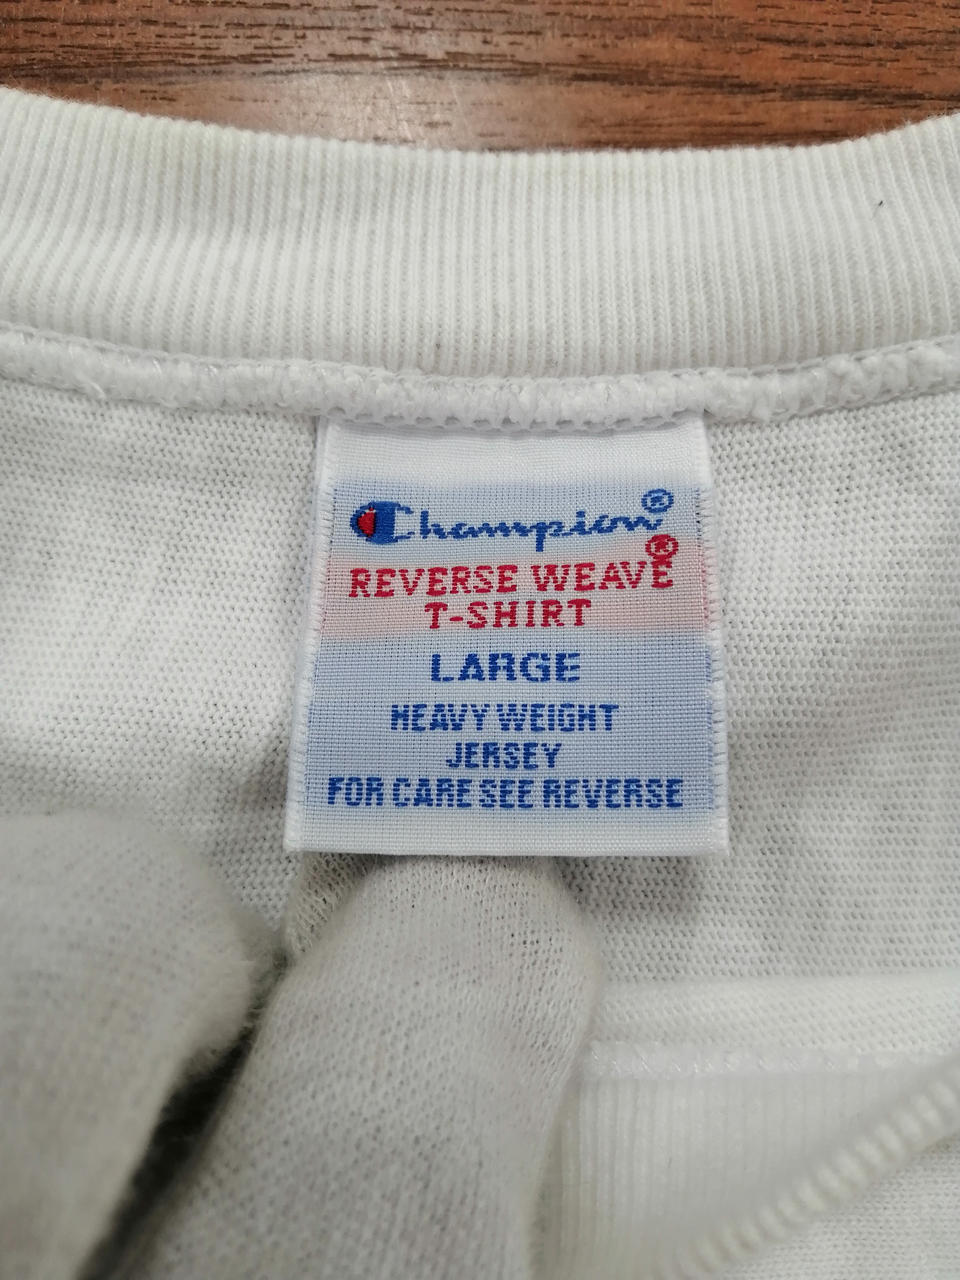 Champion®
REVERSE WEAVE®
T-SHIRT
LARGE
HEAVY WEIGHT
JERSEY
FOR CARE SEE REVERSE